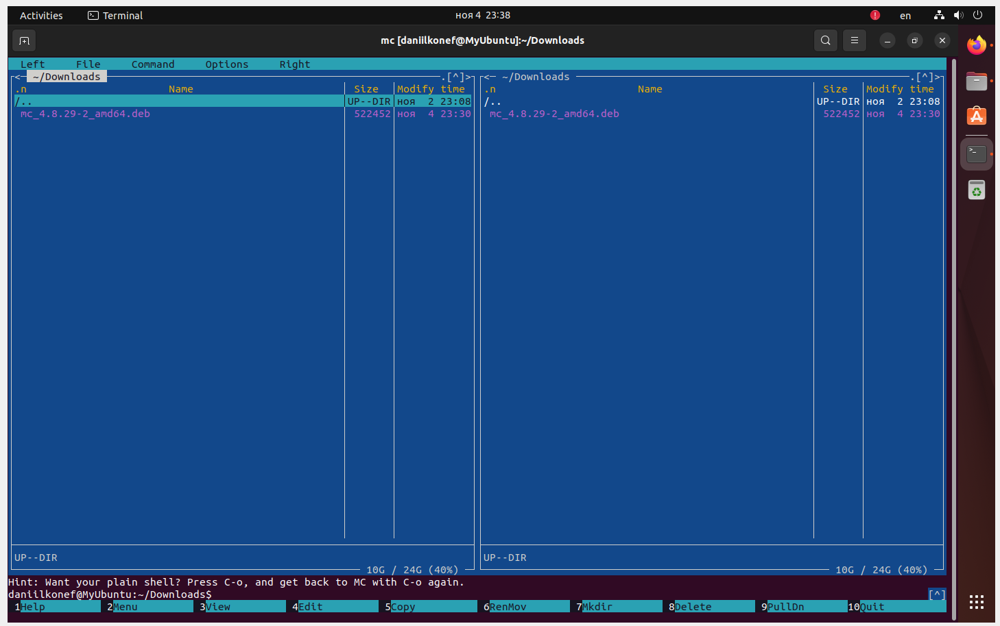 Activities Terminal ноя 4 23:38 en
mc [daniilkonef@MyUbuntu]:~/Downloads
Left File Command Options Right
<─ ~/Downloads .[^]> <─ ~/Downloads .[^]>
.n Name Size Modify time .n Name Size Modify time
/.. UP--DIR ноя 2 23:08 /.. UP--DIR ноя 2 23:08
mc_4.8.29-2_amd64.deb 522452 ноя 4 23:30 mc_4.8.29-2_amd64.deb 522452 ноя 4 23:30
UP--DIR UP--DIR
10G / 24G (40%) 10G / 24G (40%)
Hint: Want your plain shell? Press C-o, and get back to MC with C-o again.
daniilkonef@MyUbuntu:~/Downloads$ [^]
1Help 2Menu 3View 4Edit 5Copy 6RenMov 7Mkdir 8Delete 9PullDn 10Quit